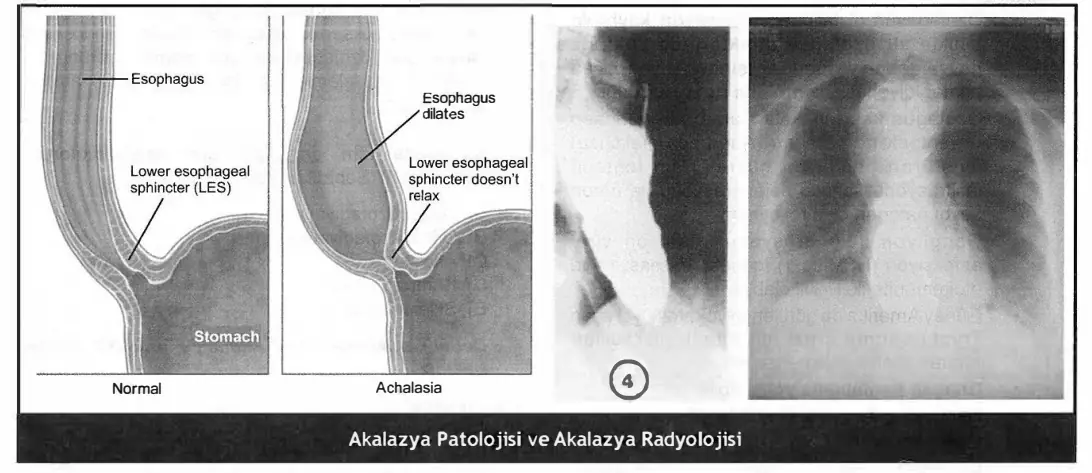 Esophagus
Lower esophageal
sphincter (LES)
Stomach
Normal
Esophagus
dilates
Lower esophageal
sphincter doesn't
relax
Achalasia
4
Akalazya Patolojisi ve Akalazya Radyolojisi